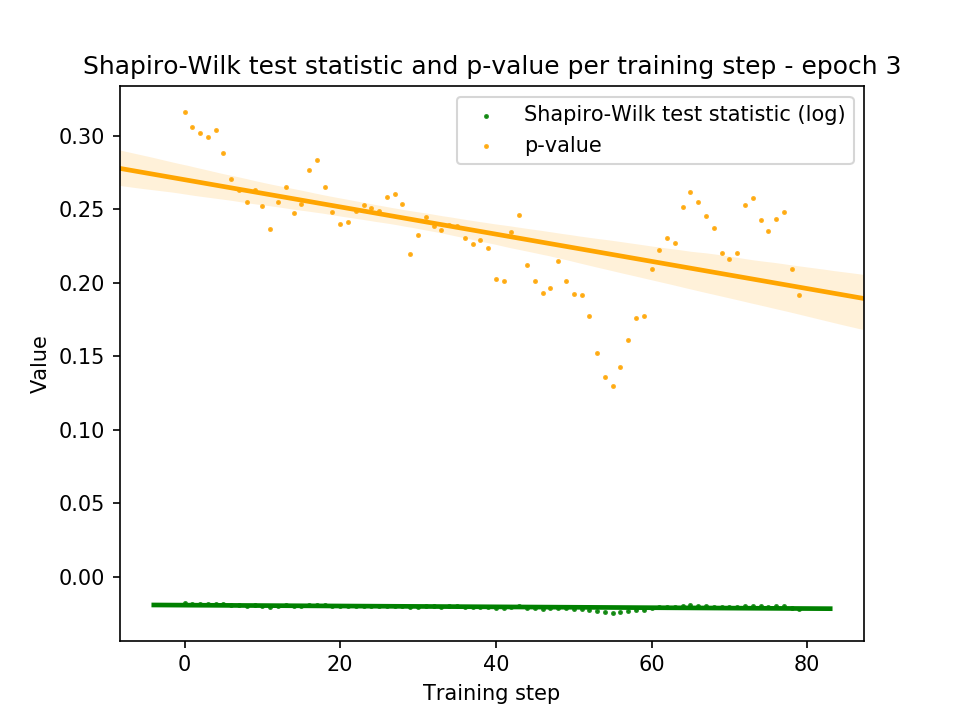 Shapiro-Wilk test statistic and p-value per training step - epoch 3
Shapiro-Wilk test statistic (log)
p-value
0.30
0.25
0.20
0.15
0.10
0.05
0.00
Value
0 20 40 60 80
Training step